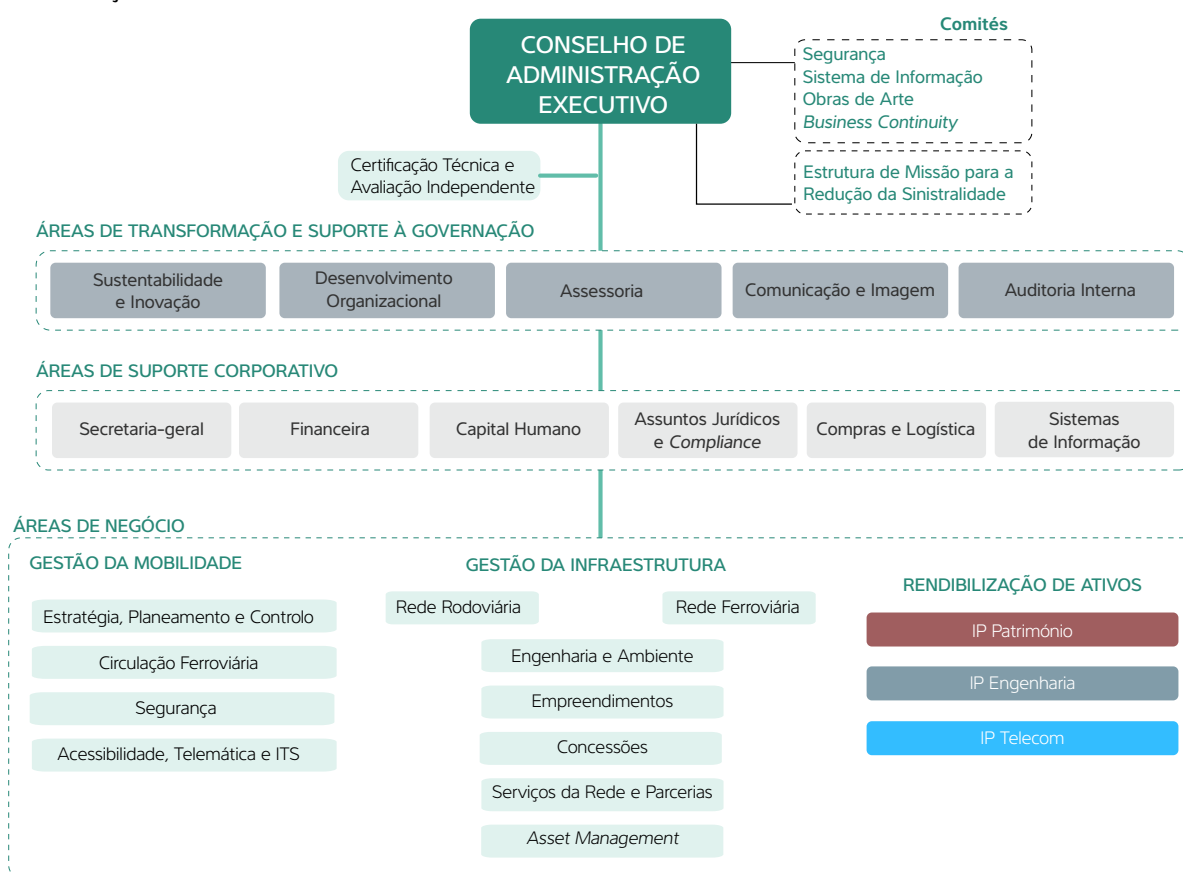 CONSELHO DE
ADMINISTRAÇÃO
EXECUTIVO
Comités
Segurança
Sistema de Informação
Obras de Arte
Business Continuity
Estrutura de Missão para a
Redução da Sinistralidade
Certificação Técnica e
Avaliação Independente
ÁREAS DE TRANSFORMAÇÃO E SUPORTE À GOVERNAÇÃO
Sustentabilidade
e Inovação
Desenvolvimento
Organizacional
Assessoria
Comunicação e Imagem
Auditoria Interna
ÁREAS DE SUPORTE CORPORATIVO
Secretaria-geral
Financeira
Capital Humano
Assuntos Jurídicos
e Compliance
Compras e Logística
Sistemas
de Informação
ÁREAS DE NEGÓCIO
GESTÃO DA MOBILIDADE
Estratégia, Planeamento e Controlo
Circulação Ferroviária
Segurança
Acessibilidade, Telemática e ITS
GESTÃO DA INFRAESTRUTURA
Rede Rodoviária
Rede Ferroviária
Engenharia e Ambiente
Empreendimentos
Concessões
Serviços da Rede e Parcerias
Asset Management
RENDIBILIZAÇÃO DE ATIVOS
IP Património
IP Engenharia
IP Telecom